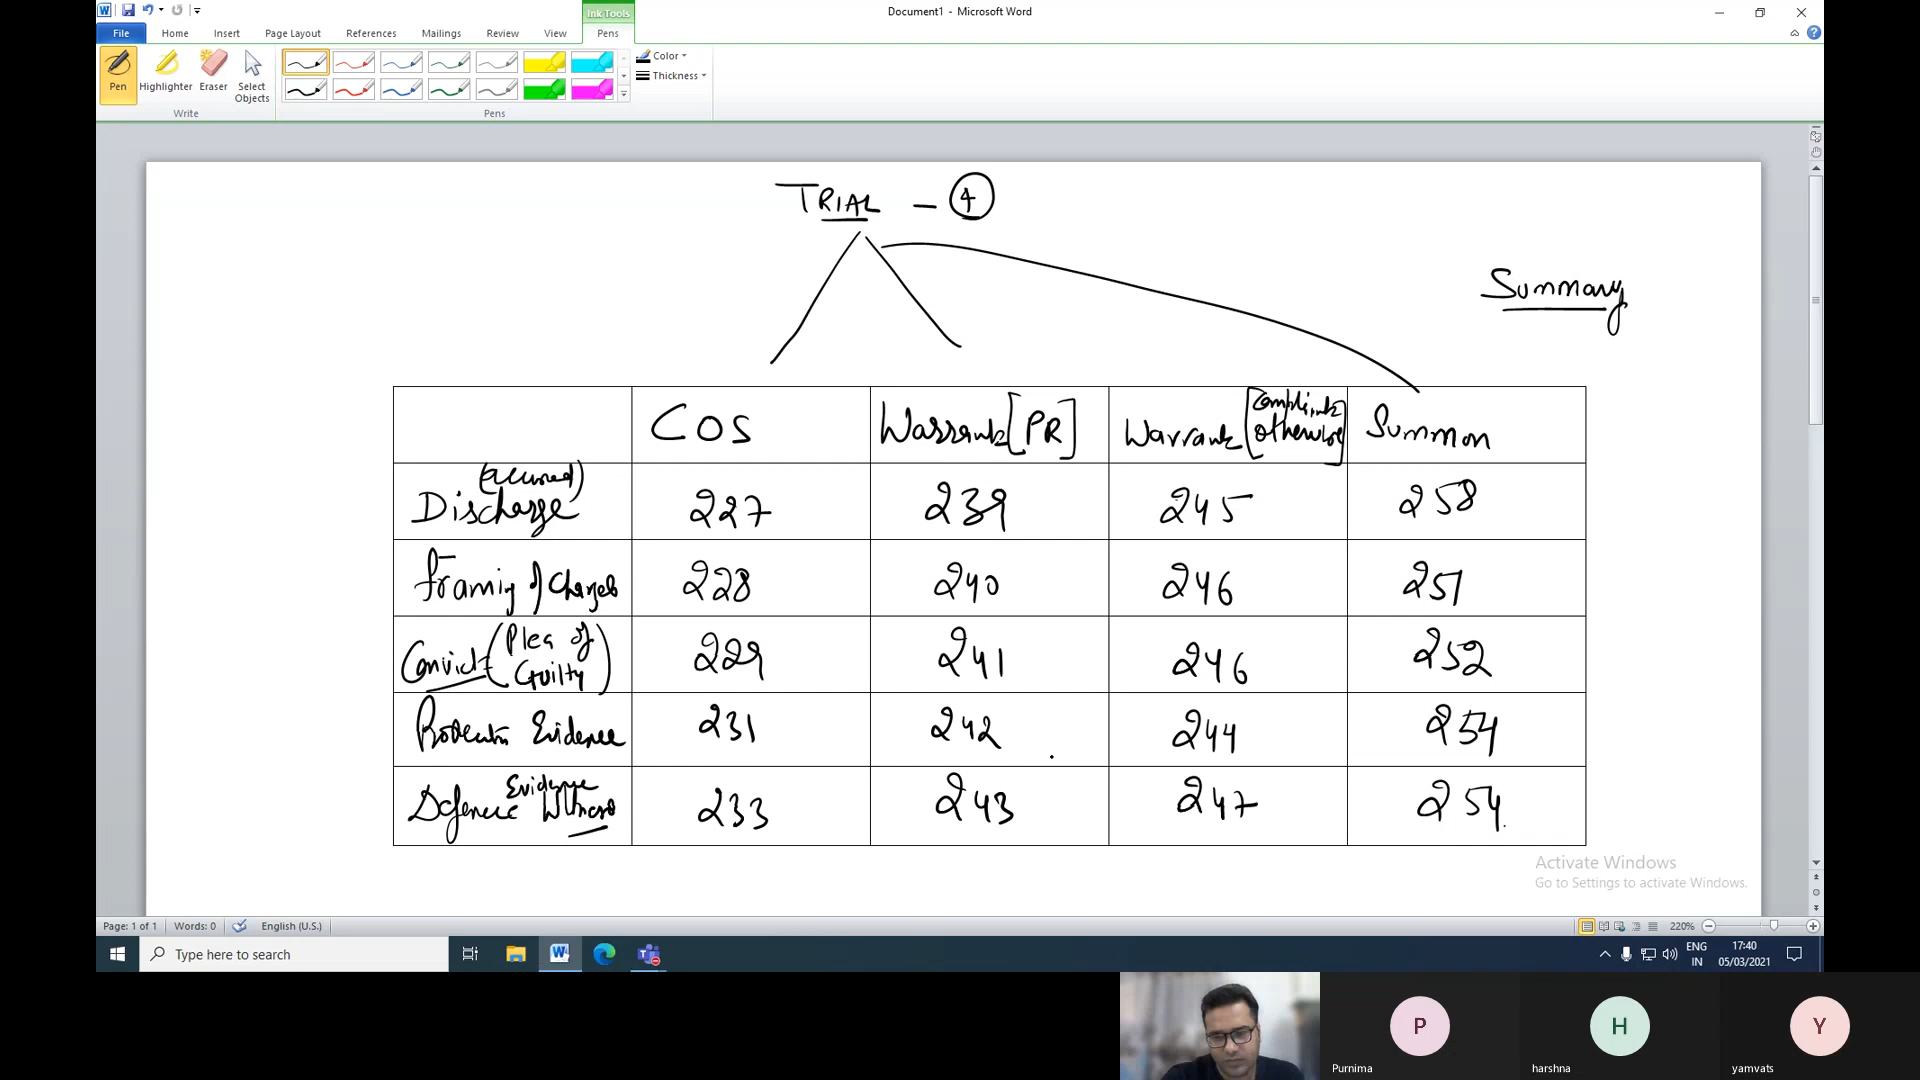 Document1 - Microsoft Word
Ink Tools
File Home Insert Page Layout References Mailings Review View Pens
Pen Highlighter Eraser Select Objects
Color
Thickness
Write Pens
TRIAL - 4
Summary
COS Warrant [PR] Warrant [Complaint otherwise] Summon
Discharge (accused) 227 239 245 258
Framing of Charges 228 240 246 251
Convict (Plea of Guilty) 229 241 246 252
Evidence 231 242 244 254
Defence Evidence Witness 233 243 247 254
Activate Windows
Go to Settings to activate Windows.
Page: 1 of 1 Words: 0 English (U.S.) 220%
Type here to search
ENG 17:40
IN 05/03/2021
P H Y
Purnima harshna yamvats